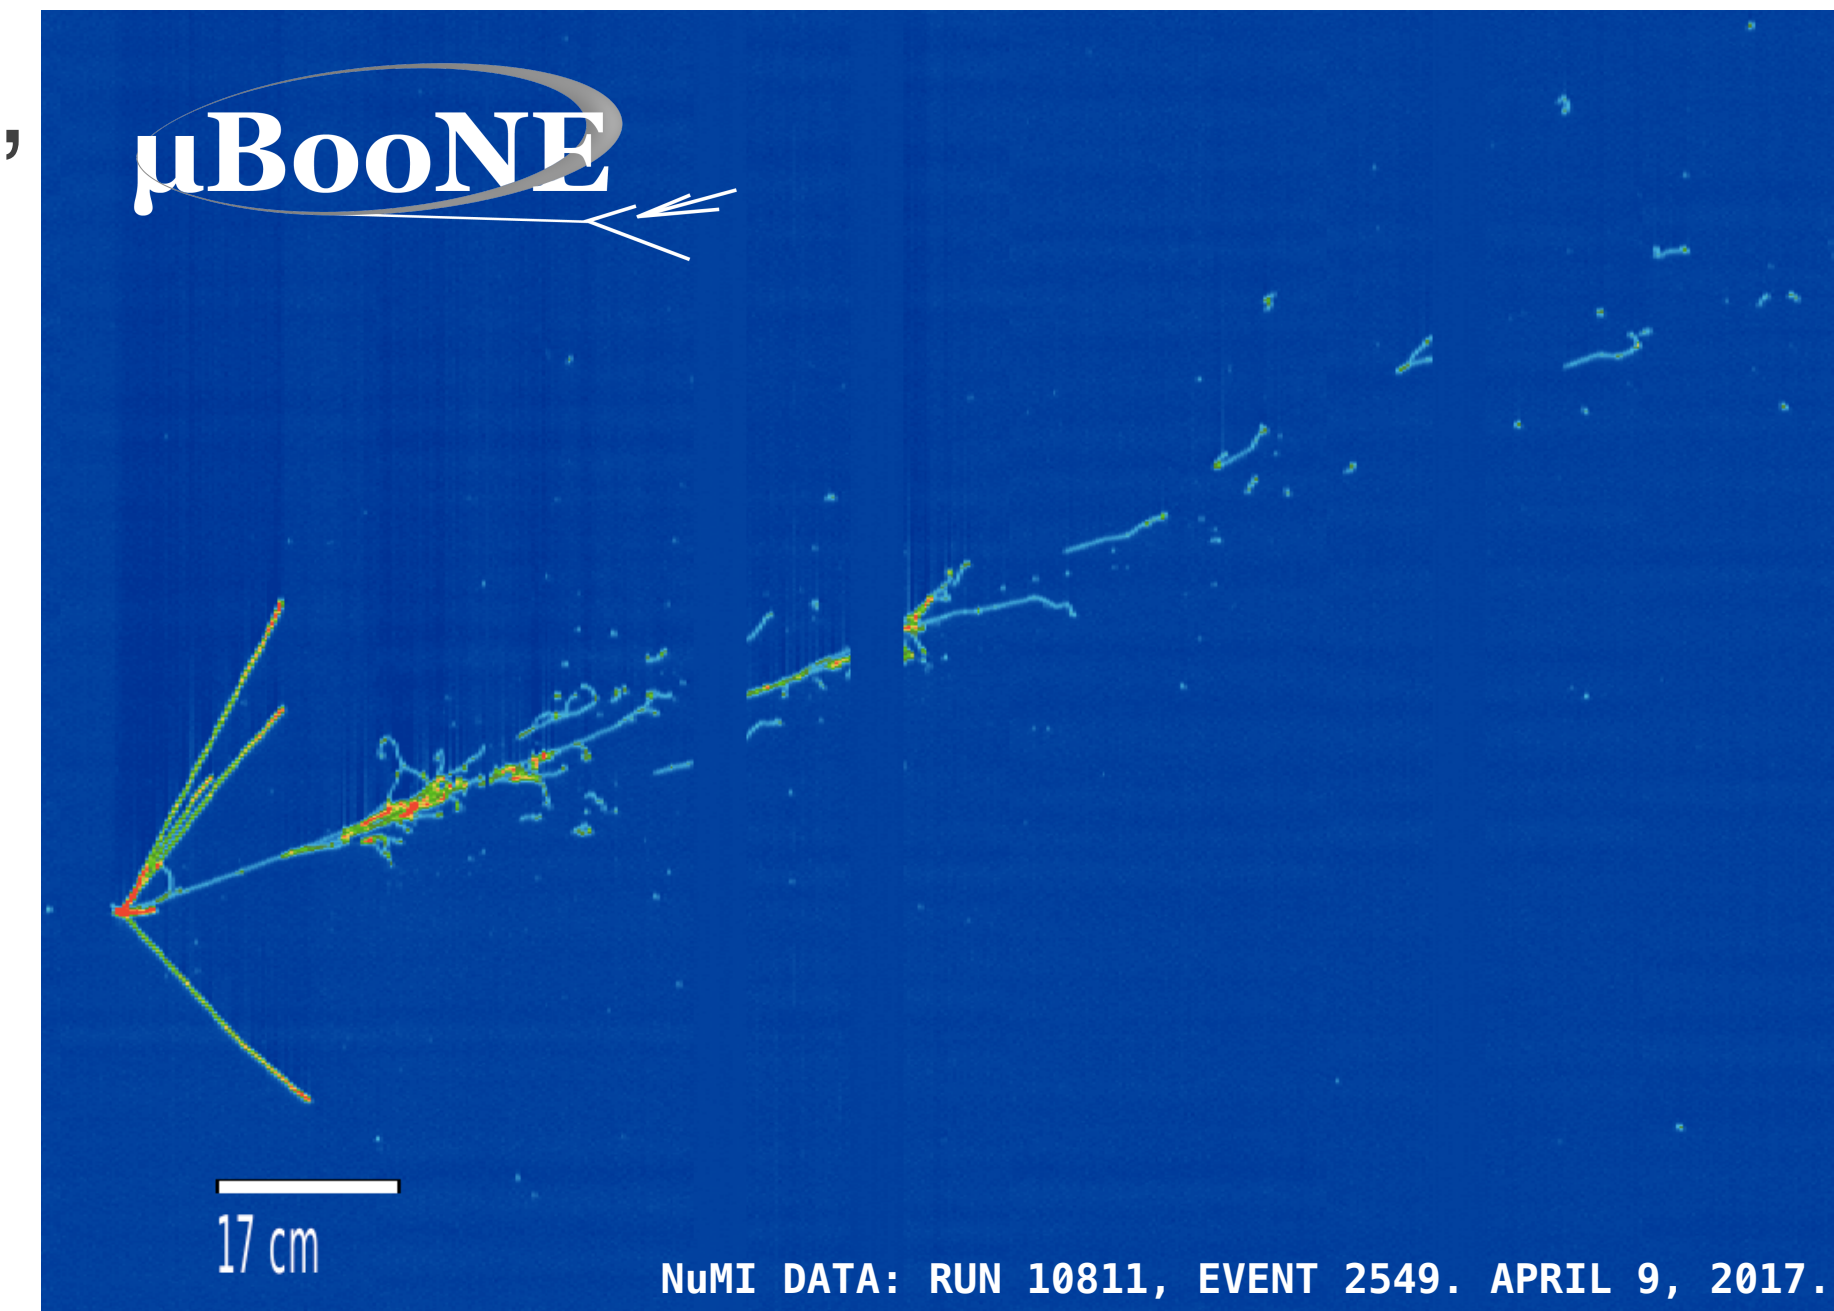 ,
µBooNE
17 cm
NuMI DATA: RUN 10811, EVENT 2549. APRIL 9, 2017.